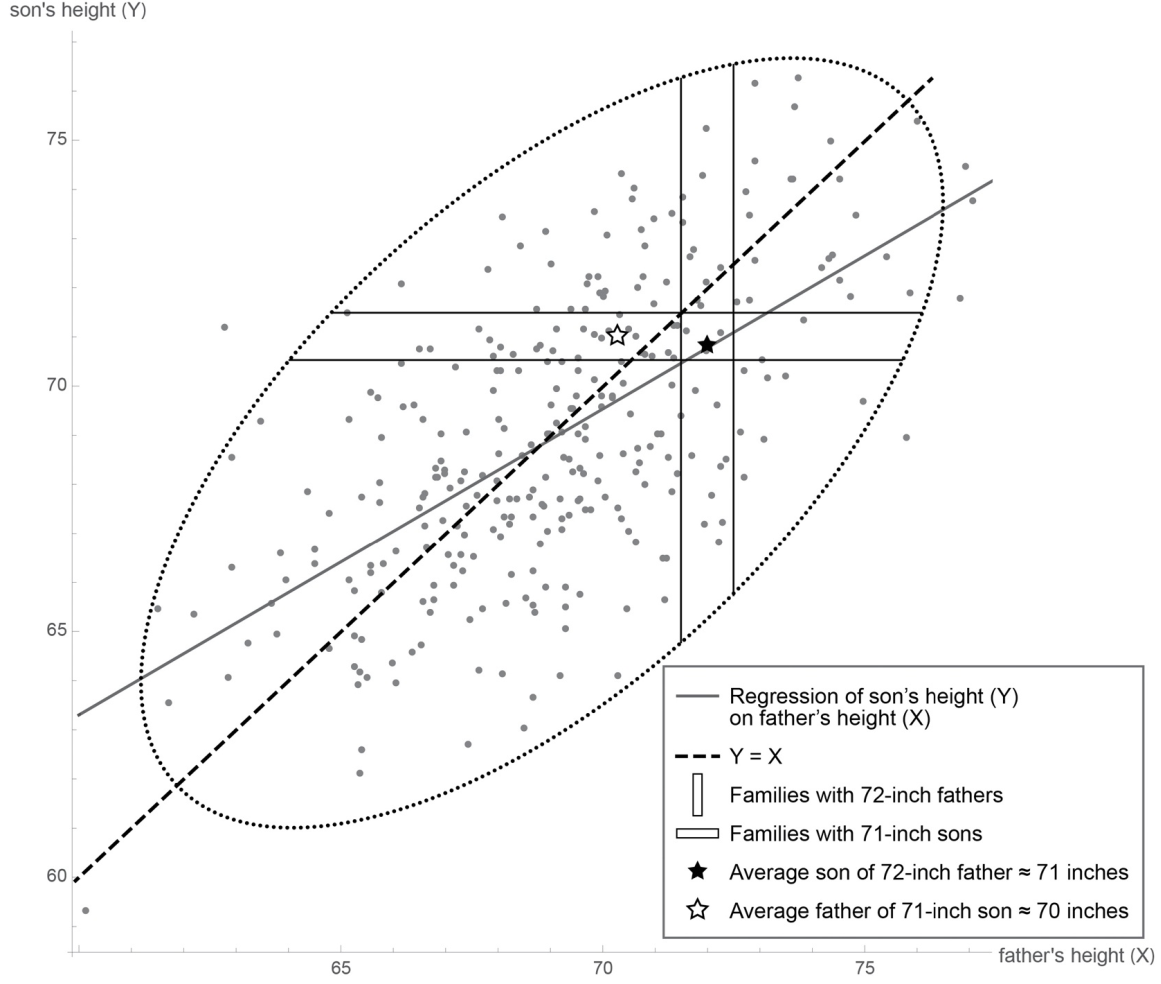 son's height (Y)
75
70
65
60
65
70
75
father's height (X)
Regression of son's height (Y)
on father's height (X)
Y = X
Families with 72-inch fathers
Families with 71-inch sons
Average son of 72-inch father ≈ 71 inches
Average father of 71-inch son ≈ 70 inches